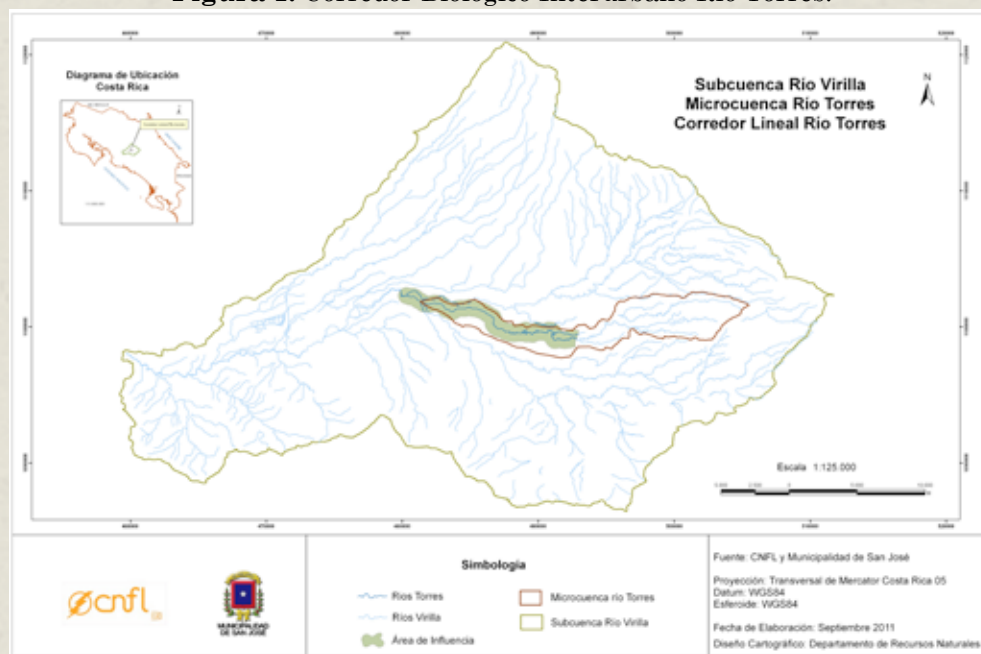 Figura 1. Corredor Biológico Interurbano Río Torres.
Diagrama de Ubicación
Costa Rica
Subcuenca Río Virilla
Microcuenca Río Torres
Corredor Lineal Río Torres
N
Escala 1:125.000
cnfl
MUNICIPALIDAD
DE SAN JOSÉ
Simbología
Ríos Torres
Ríos Virilla
Área de Influencia
Microcuenca río Torres
Subcuenca Río Virilla
Fuente: CNFL y Municipalidad de San José
Proyección: Transversal de Mercator Costa Rica 05
Datum: WGS84
Esferoide: WGS84
Fecha de Elaboración: Septiembre 2011
Diseño Cartográfico: Departamento de Recursos Naturales